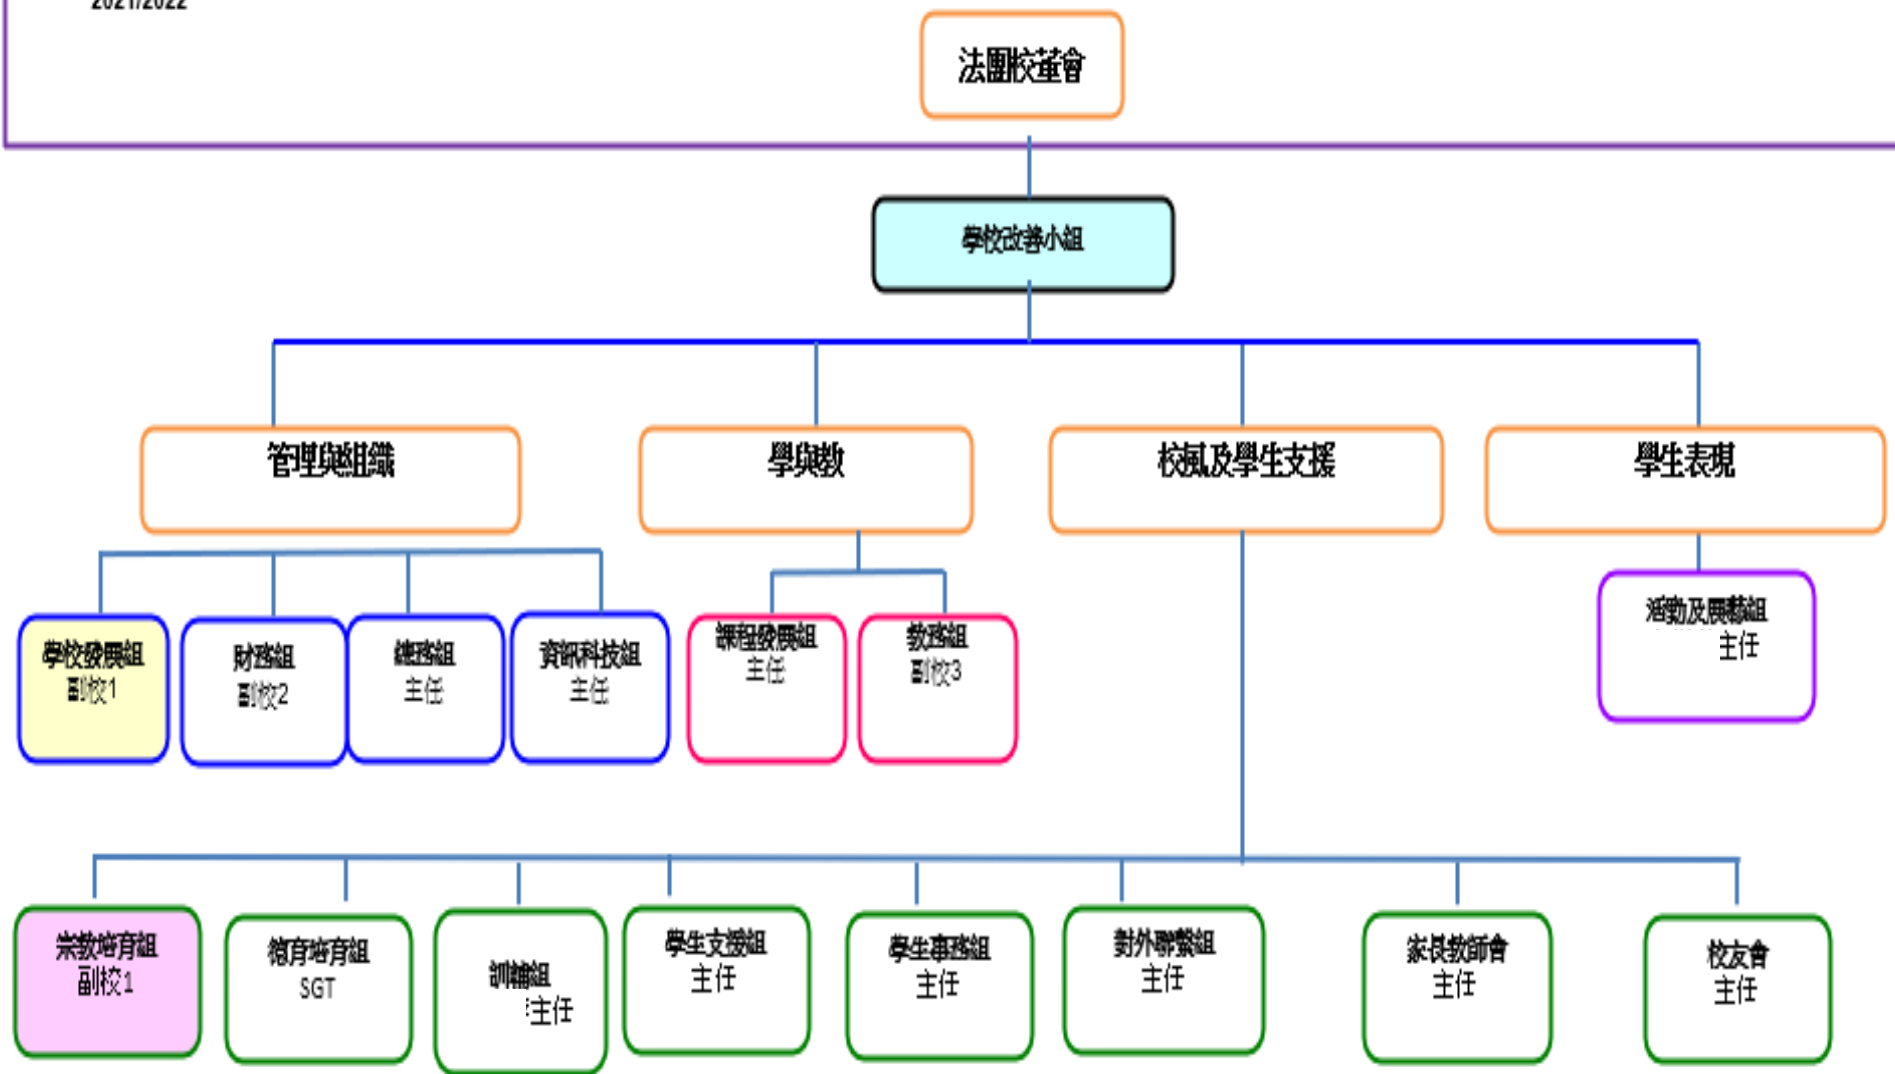 2021/2022
法團校董會
學校改善小組
管理與組織
學與教
校風及學生支援
學生表現
學校發展組
副校1
財務組
副校2
總務組
主任
資訊科技組
主任
課程發展組
主任
教務組
副校3
活動及展藝組
主任
宗教培育組
副校1
德育培育組
SGT
訓輔組
主任
學生支援組
主任
學生事務組
主任
對外聯繫組
主任
家長教師會
主任
校友會
主任